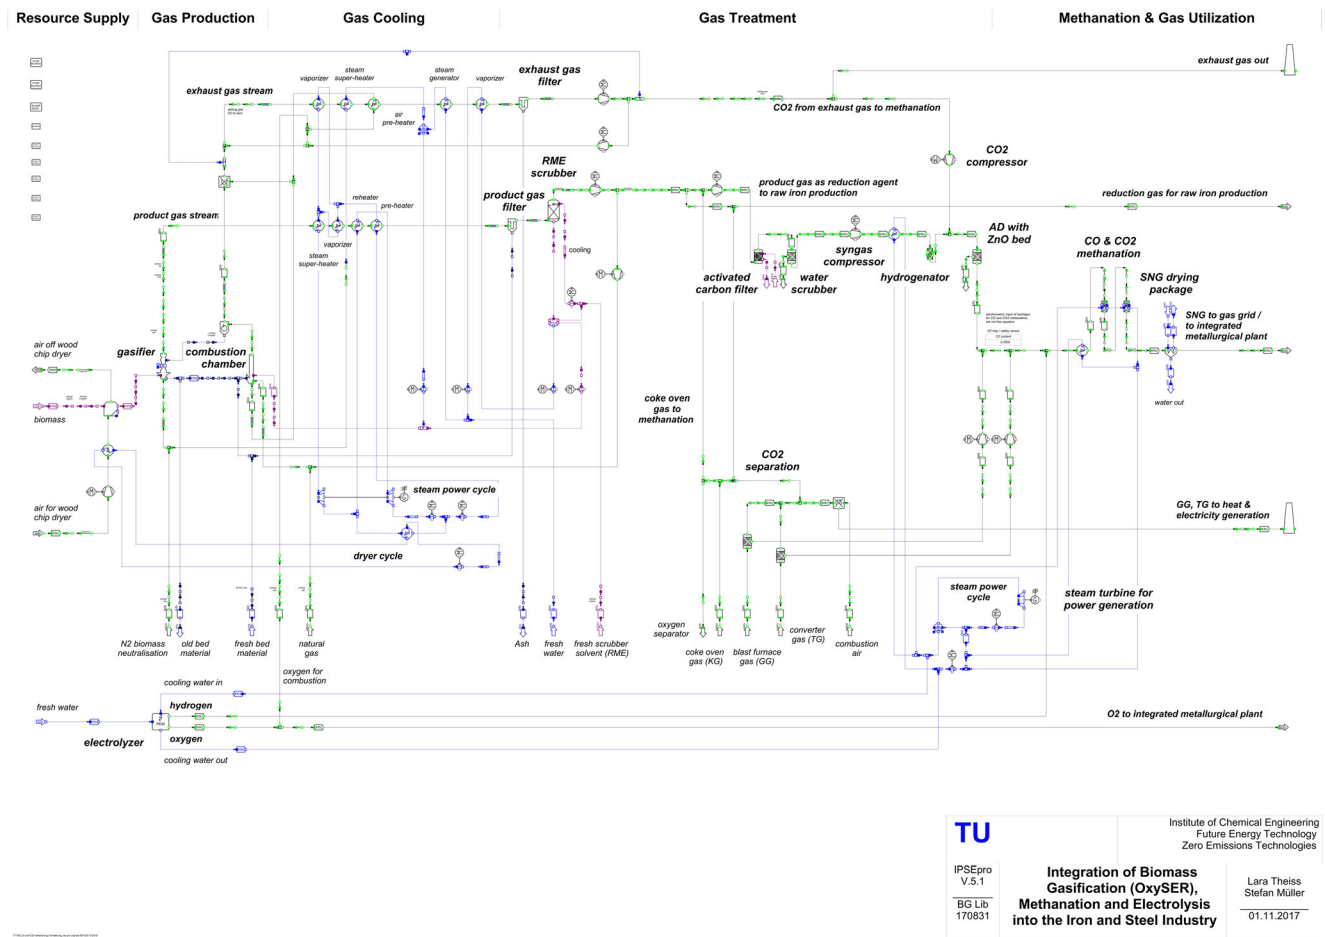 Resource Supply
Gas Production
Gas Cooling
Gas Treatment
Methanation & Gas Utilization
exhaust gas stream
vaporizer
steam
super-heater
air
pre-heater
steam
generator
vaporizer
exhaust gas
filter
exhaust gas out
CO2 from exhaust gas to methanation
CO2
compressor
RME
scrubber
product gas
filter
product gas as reduction agent
to raw iron production
reduction gas for raw iron production
product gas stream
reheater
pre-heater
vaporizer
steam
super-heater
cooling
activated
carbon filter
water
scrubber
syngas
compressor
hydrogenator
AD with
ZnO bed
CO & CO2
methanation
SNG drying
package
SNG to gas grid /
to integrated
metallurgical plant
water out
air off wood
chip dryer
gasifier
combustion
chamber
biomass
coke oven
gas to
methanation
CO2
separation
steam power cycle
air for wood
chip dryer
dryer cycle
GG, TG to heat &
electricity generation
steam power
cycle
steam turbine for
power generation
N2 biomass
neutralisation
old bed
material
fresh bed
material
natural
gas
oxygen for
combustion
Ash
fresh
water
fresh scrubber
solvent (RME)
oxygen
separator
coke oven
gas (KG)
blast furnace
gas (GG)
converter
gas (TG)
combustion
air
cooling water in
fresh water
hydrogen
oxygen
electrolyzer
cooling water out
O2 to integrated metallurgical plant
TU
Institute of Chemical Engineering
Future Energy Technology
Zero Emissions Technologies
IPSEpro
V.5.1
BG Lib
170831
Integration of Biomass
Gasification (OxySER),
Methanation and Electrolysis
into the Iron and Steel Industry
Lara Theiss
Stefan Müller
01.11.2017